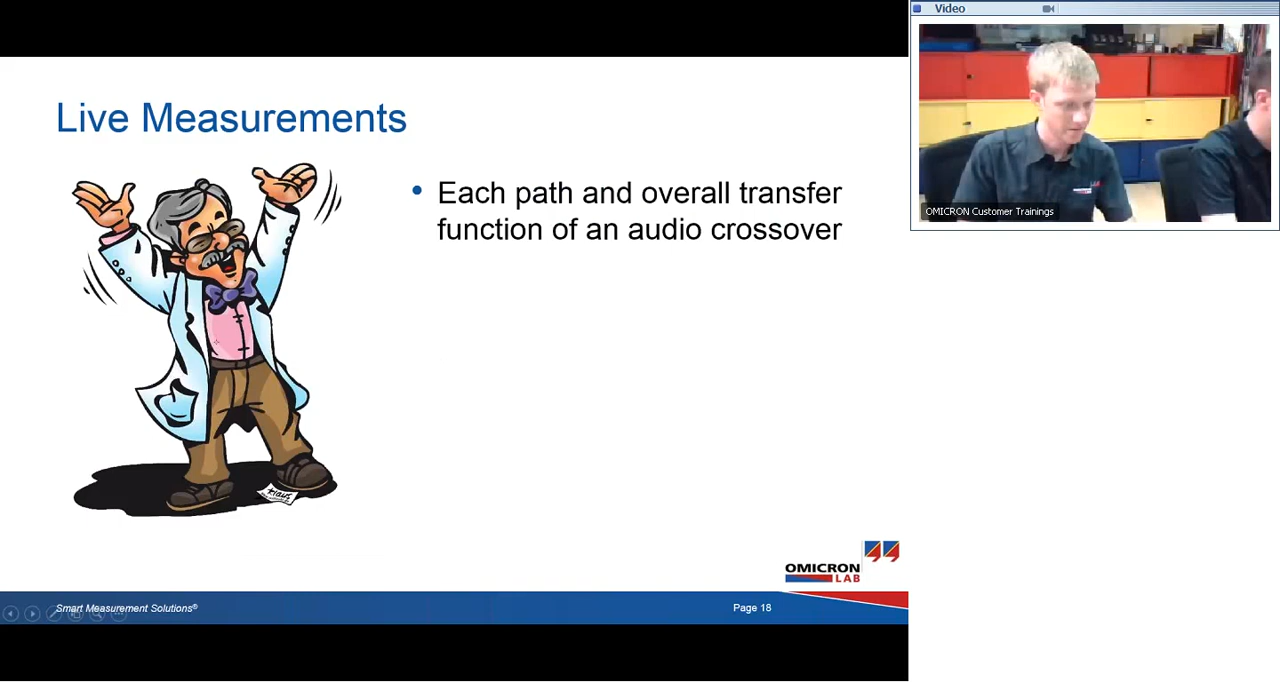 Video
Live Measurements
• Each path and overall transfer
function of an audio crossover
OMICRON Customer Trainings
OMICRON
LAB
Smart Measurement Solutions®
Page 18